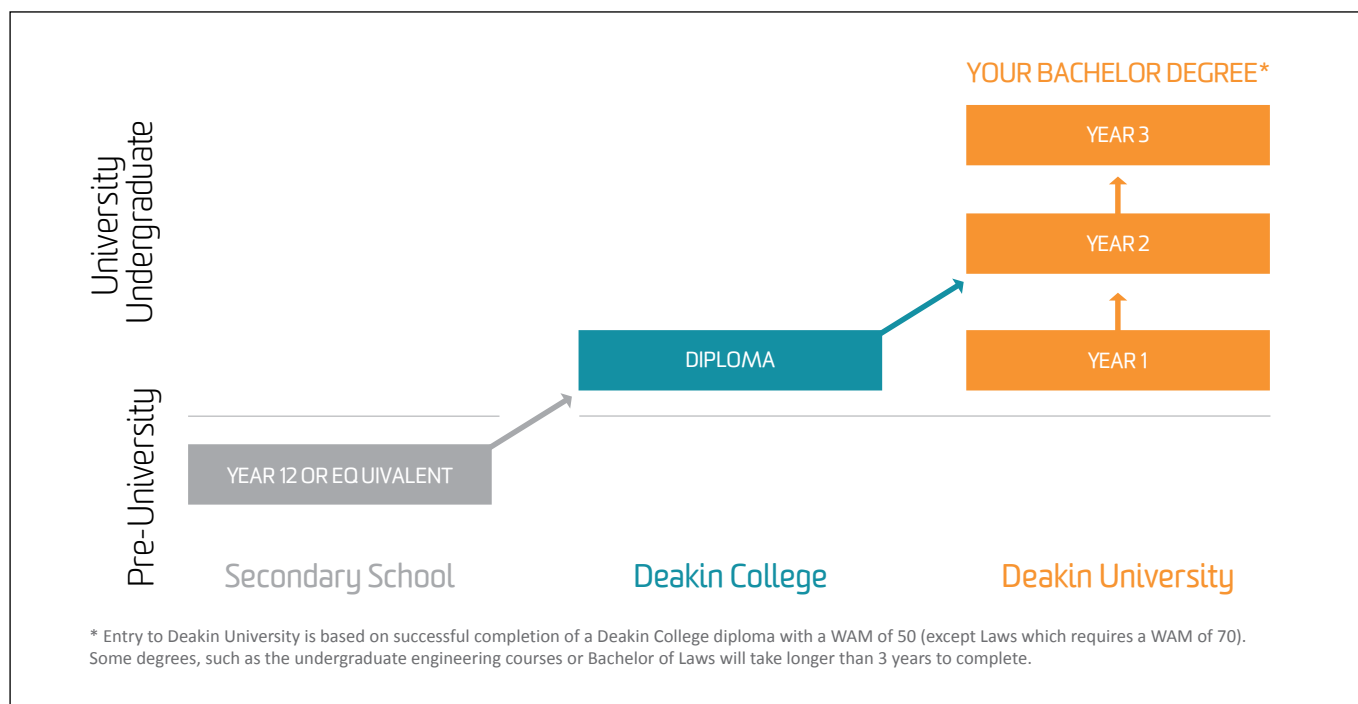 YOUR BACHELOR DEGREE*
University
Undergraduate
YEAR 3
YEAR 2
DIPLOMA
YEAR 1
Pre-University
YEAR 12 OR EQUIVALENT
Secondary School
Deakin College
Deakin University
* Entry to Deakin University is based on successful completion of a Deakin College diploma with a WAM of 50 (except Laws which requires a WAM of 70).
Some degrees, such as the undergraduate engineering courses or Bachelor of Laws will take longer than 3 years to complete.